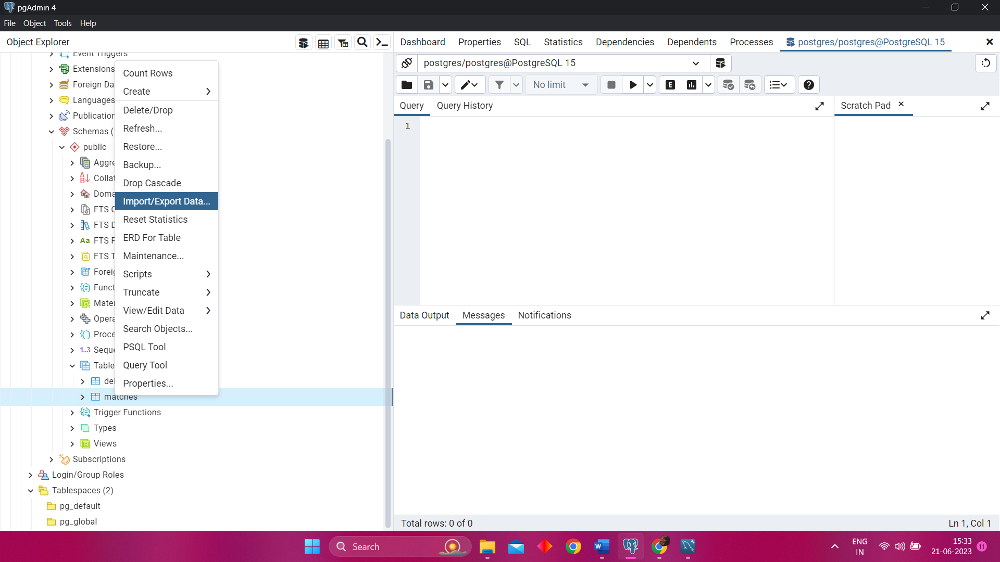 pgAdmin 4
File Object Tools Help
Object Explorer
Dashboard Properties SQL Statistics Dependencies Dependents Processes postgres/postgres@PostgreSQL 15
Event Triggers
Extensions
Foreign Da
Languages
Publication
Schemas (
public
Aggre
Collat
Doma
FTS C
FTS D
Aa FTS F
FTS T
Foreig
Funct
Mater
Opera
Proce
1..3 Seque
Table
del
matches
Trigger Functions
Types
Views
Subscriptions
Login/Group Roles
Tablespaces (2)
pg_default
pg_global
Count Rows
Create
Delete/Drop
Refresh...
Restore...
Backup...
Drop Cascade
Import/Export Data...
Reset Statistics
ERD For Table
Maintenance...
Scripts
Truncate
View/Edit Data
Search Objects...
PSQL Tool
Query Tool
Properties...
postgres/postgres@PostgreSQL 15
No limit
E
Query Query History
Scratch Pad
1
Data Output Messages Notifications
Total rows: 0 of 0
Ln 1, Col 1
Search
W
ENG
IN
15:33
21-06-2023
11